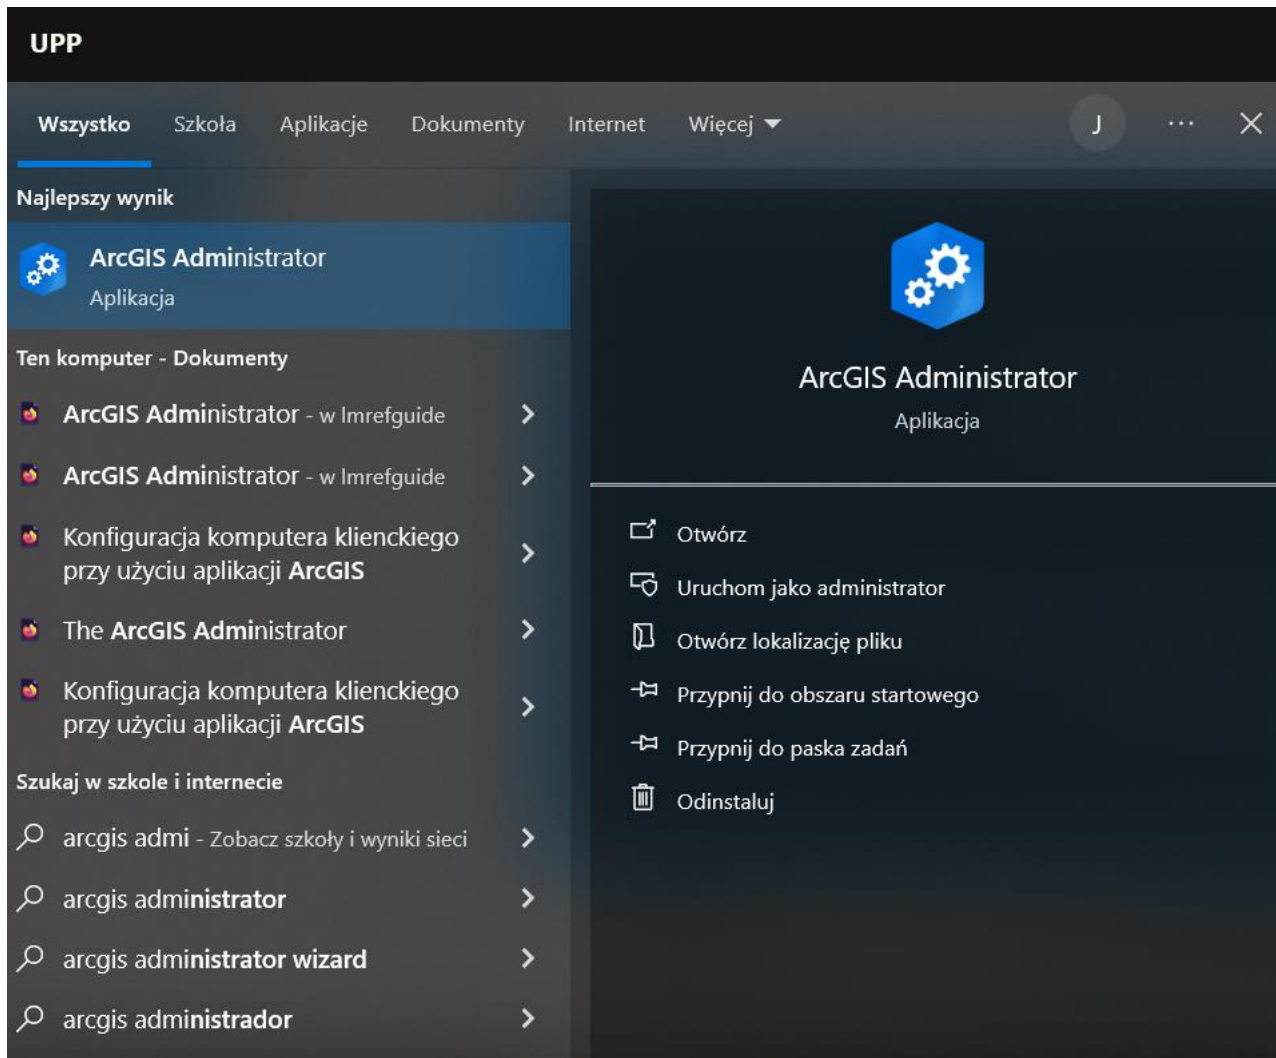 UPP
Wszystko Szkoła Aplikacje Dokumenty Internet Więcej J
Najlepszy wynik
ArcGIS Administrator
Aplikacja
Ten komputer - Dokumenty
ArcGIS Administrator - w lmrefguide
ArcGIS Administrator - w lmrefguide
Konfiguracja komputera klienckiego
przy użyciu aplikacji ArcGIS
The ArcGIS Administrator
Konfiguracja komputera klienckiego
przy użyciu aplikacji ArcGIS
Szukaj w szkole i internecie
arcgis admi - Zobacz szkoły i wyniki sieci
arcgis administrator
arcgis administrator wizard
arcgis administrador
ArcGIS Administrator
Aplikacja
Otwórz
Uruchom jako administrator
Otwórz lokalizację pliku
Przypnij do obszaru startowego
Przypnij do paska zadań
Odinstaluj